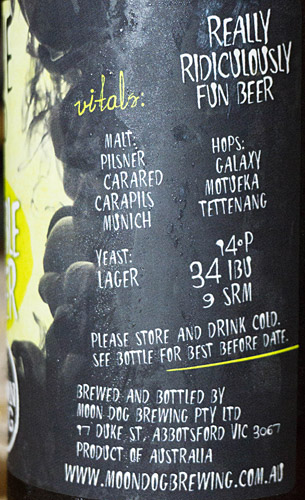 REALLY
RIDICULOUSLY
FUN BEER
vitals:
MALT:
PILSNER
CARARED
CARAPILS
MUNICH
HOPS:
GALAXY
MOTUEKA
TETTENANG
YEAST:
LAGER
14°P
34 IBU
9 SRM
PLEASE STORE AND DRINK COLD.
SEE BOTTLE FOR BEST BEFORE DATE.
BREWED AND BOTTLED BY
MOON DOG BREWING PTY LTD
17 DUKE ST, ABBOTSFORD VIC 3067
PRODUCT OF AUSTRALIA
WWW.MOONDOGBREWING.COM.AU